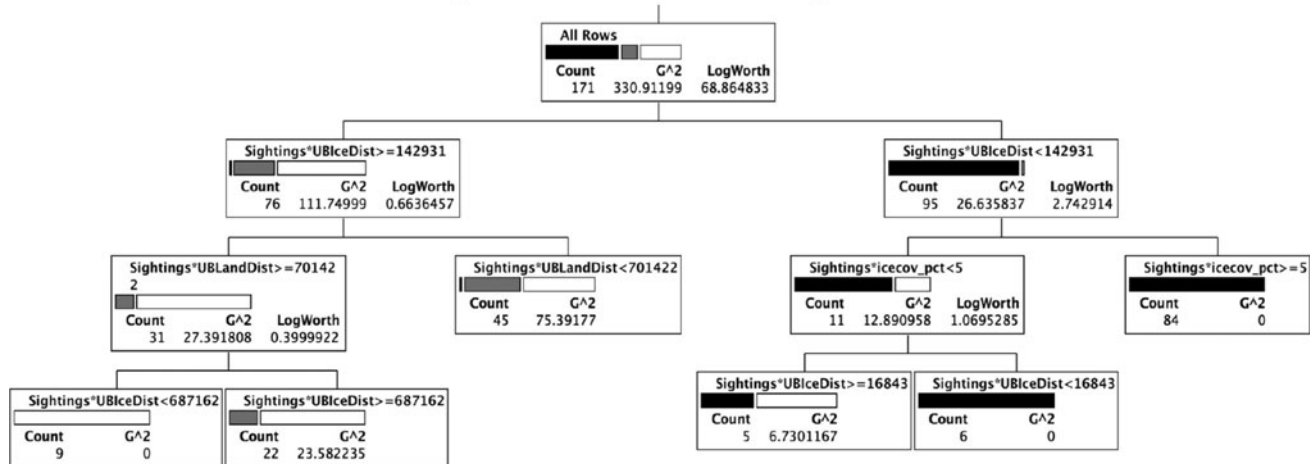 All Rows
Count G^2 LogWorth
171 330.91199 68.864833
Sightings*UBIceDist>=142931
Count G^2 LogWorth
76 111.74999 0.6636457
Sightings*UBIceDist<142931
Count G^2 LogWorth
95 26.635837 2.742914
Sightings*UBLandDist>=70142
2
Count G^2 LogWorth
31 27.391808 0.3999922
Sightings*UBLandDist<701422
Count G^2
45 75.39177
Sightings*icecov_pct<5
Count G^2 LogWorth
11 12.890958 1.0695285
Sightings*icecov_pct>=5
Count G^2
84 0
Sightings*UBIceDist<687162
Count G^2
9 0
Sightings*UBIceDist>=687162
Count G^2
22 23.582235
Sightings*UBIceDist>=16843
Count G^2
5 6.7301167
Sightings*UBIceDist<16843
Count G^2
6 0